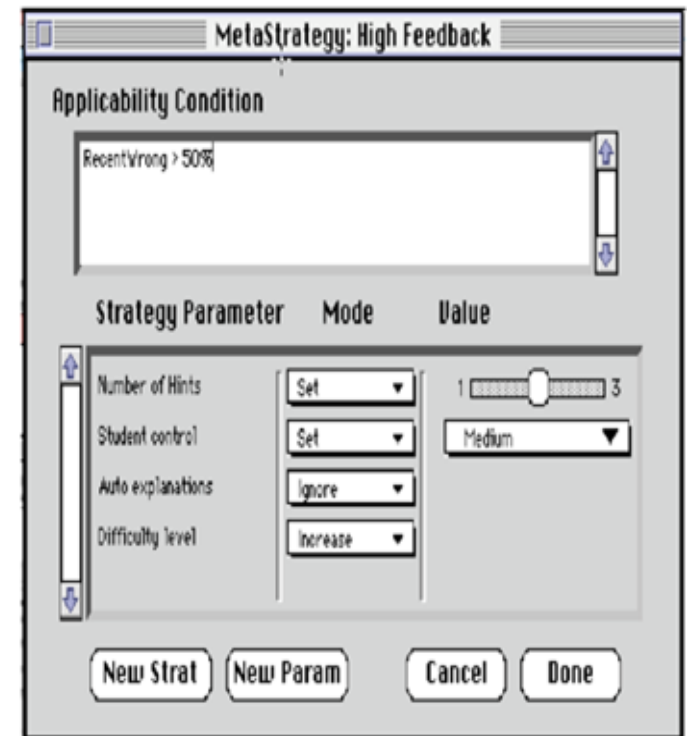 MetaStrategy: High Feedback
Applicability Condition
RecentWrong > 50%
Strategy Parameter Mode Value
Number of Hints Set 1 3
Student control Set Medium
Auto explanations Ignore
Difficulty level Increase
New Strat New Param Cancel Done